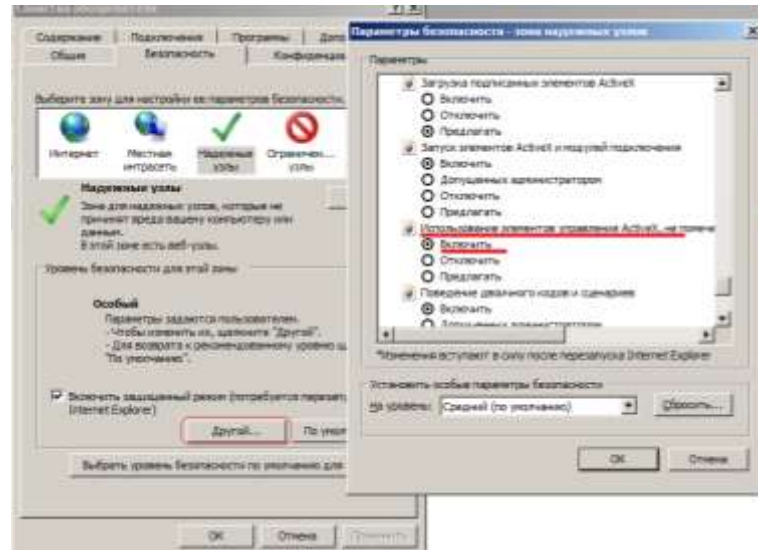 Содержание
Подключения
Программы
Общие
Безопасность
Выберите зону для настройки ее параметров безопасности.
Интернет
Местная интрасеть
Надежные узлы
Ограничен... узлы
Надежные узлы
Зона для надежных узлов, которые не
причинят вреда вашему компьютеру или
данным.
В этой зоне есть веб-узлы.
Уровень безопасности для этой зоны
Особый
Параметры задаются пользователем.
- Чтобы изменить их, щелкните "Другой".
- Для возврата к рекомендованному уровню
"По умолчанию".
Включить защищенный режим (потребуется
Internet Explorer)
Другой...
По
Выбрать уровень безопасности по умолчанию для
ОК
Отмена
Применить
Параметры безопасности - зона надежных узлов
Параметры
Загрузка подписанных элементов ActiveX
Включить
Отключить
Предлагать
Запуск элементов ActiveX и модулей подключения
Включить
Допущенных администратором
Отключить
Предлагать
Использование элементов управления ActiveX, не
Включить
Отключить
Предлагать
Поведение двоичного кодов и сценариев
Включить
Допущенных администратором
*Изменения вступают в силу после перезапуска Internet Explorer
Установить особые параметры безопасности
На уровень:
Средний (по умолчанию)
Сбросить...
ОК
Отмена